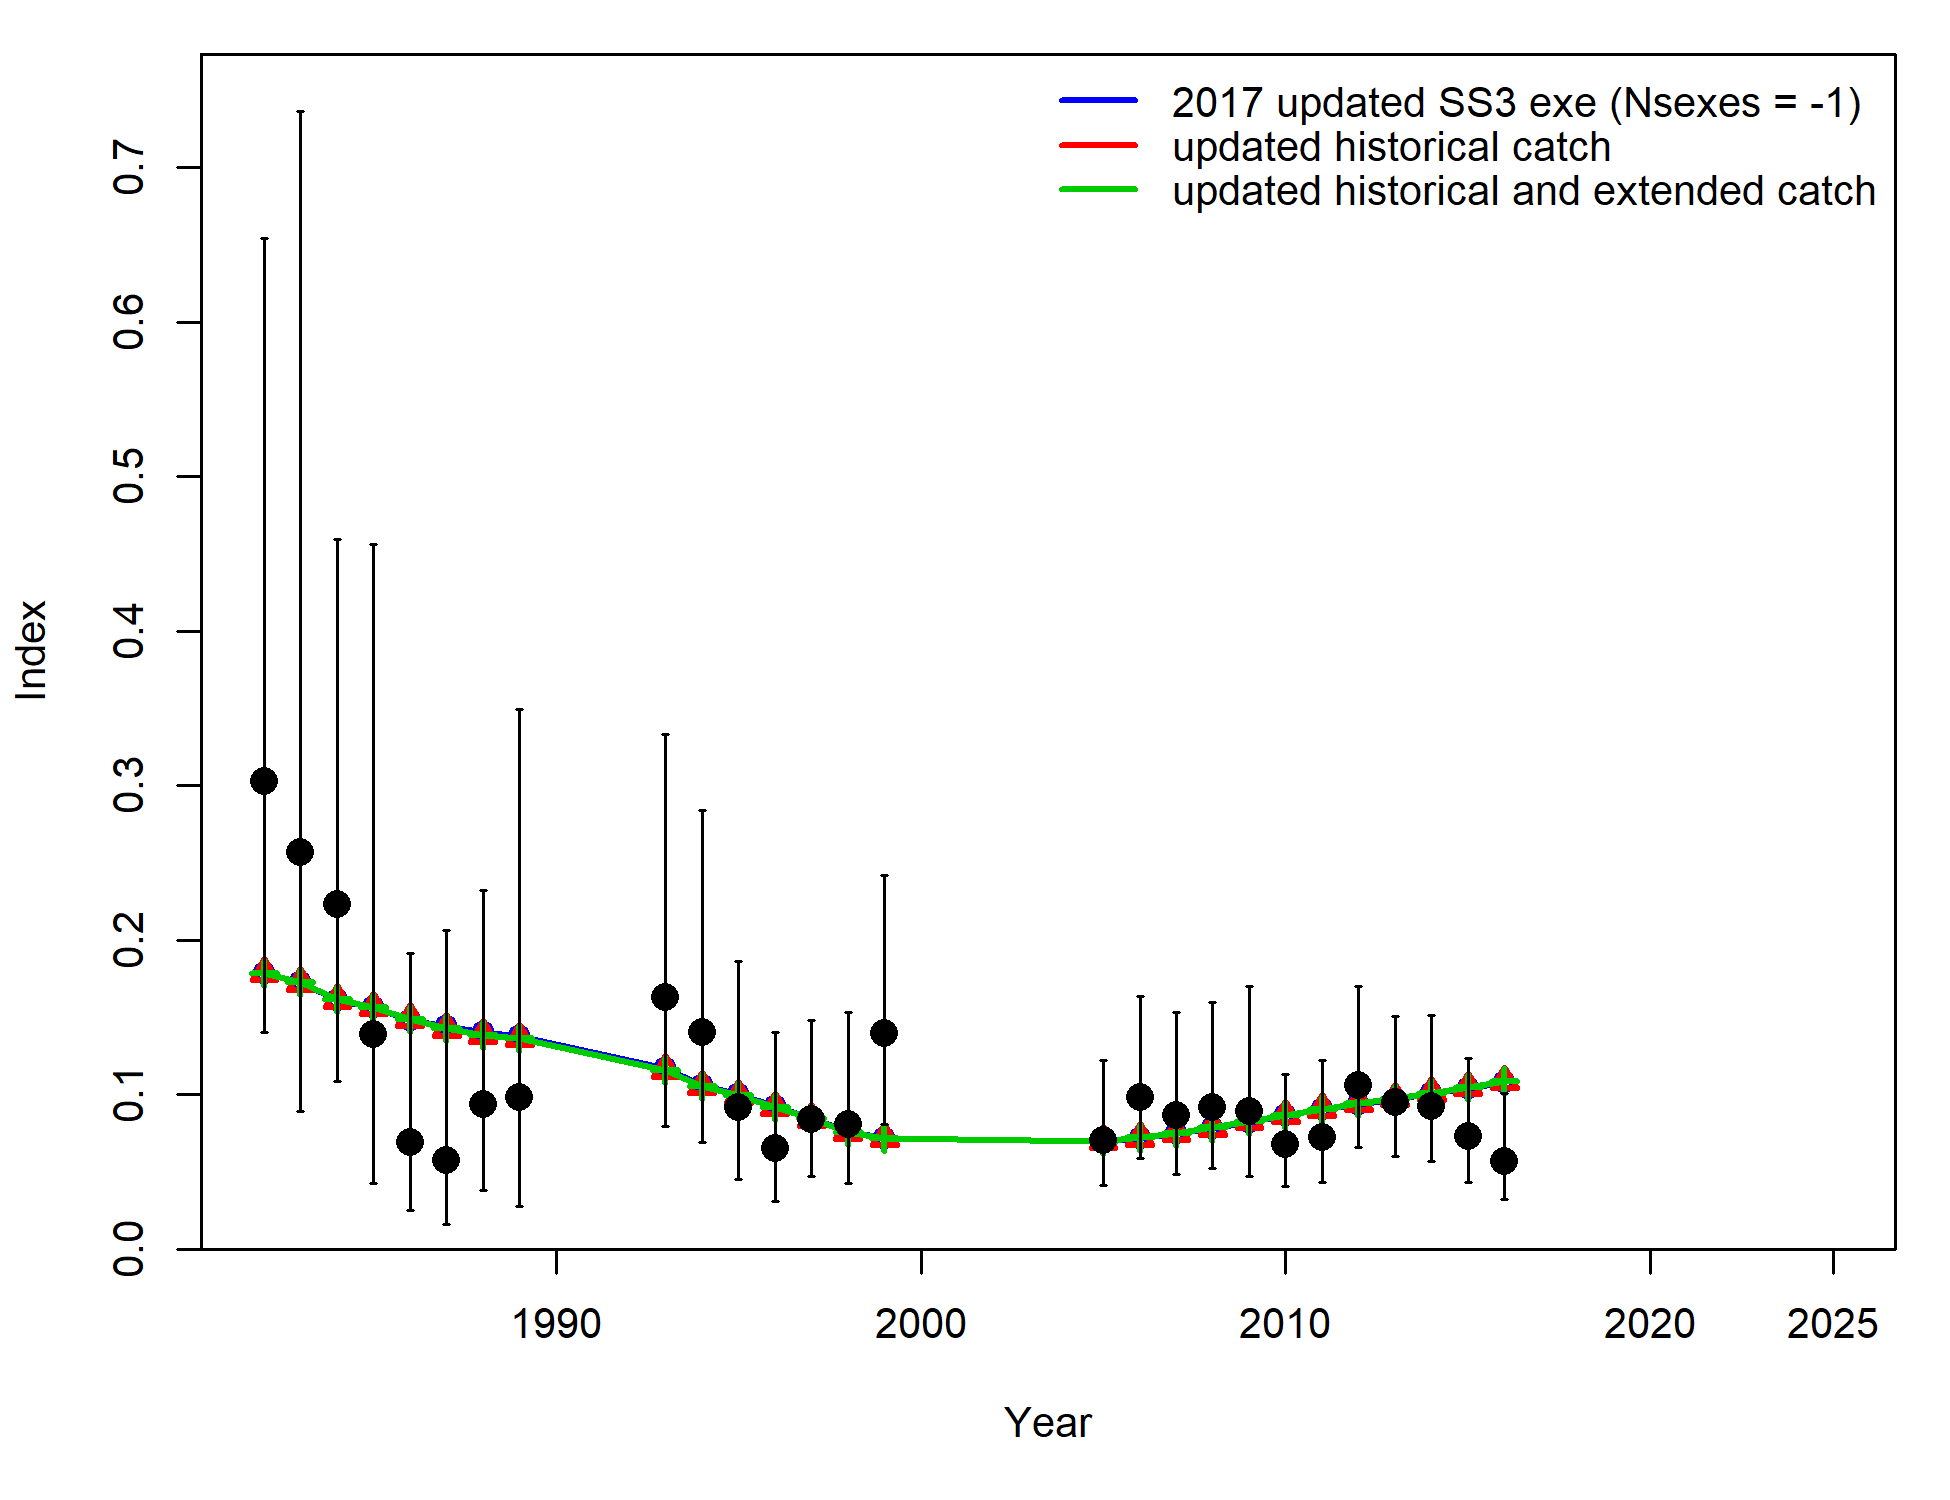 2017 updated SS3 exe (Nsexes = -1)
updated historical catch
updated historical and extended catch
0.7
0.6
0.5
0.4
0.3
0.2
0.1
0.0
Index
1990 2000 2010 2020 2025
Year